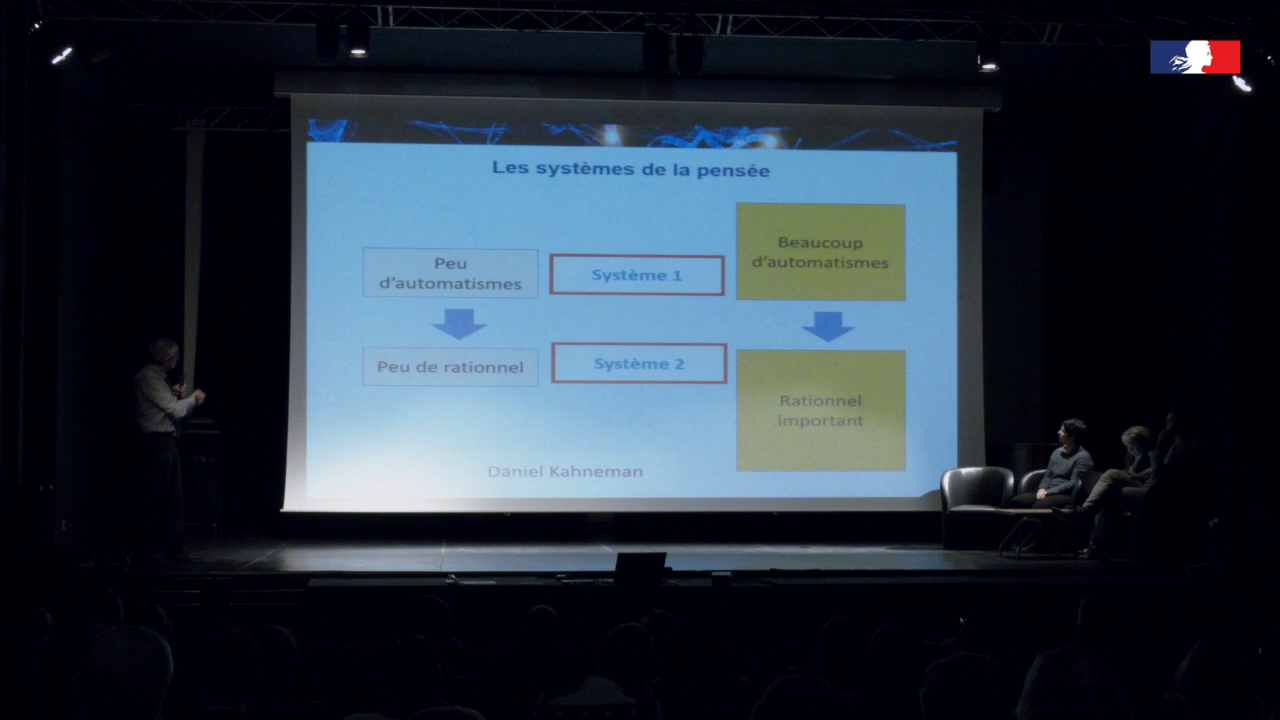 Les systèmes de la pensée
Peu
d'automatismes
Système 1
Beaucoup
d'automatismes
Peu de rationnel
Système 2
Rationnel
important
Daniel Kahneman